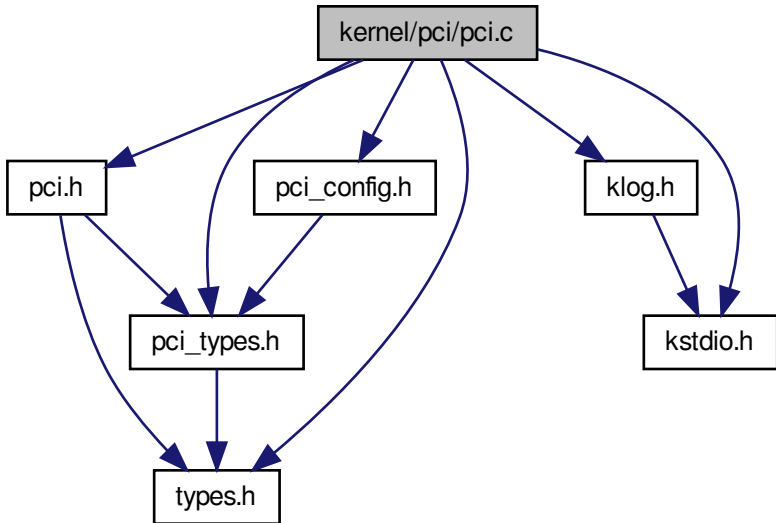 kernel/pci/pci.c
pci.h
pci_config.h
klog.h
pci_types.h
kstdio.h
types.h